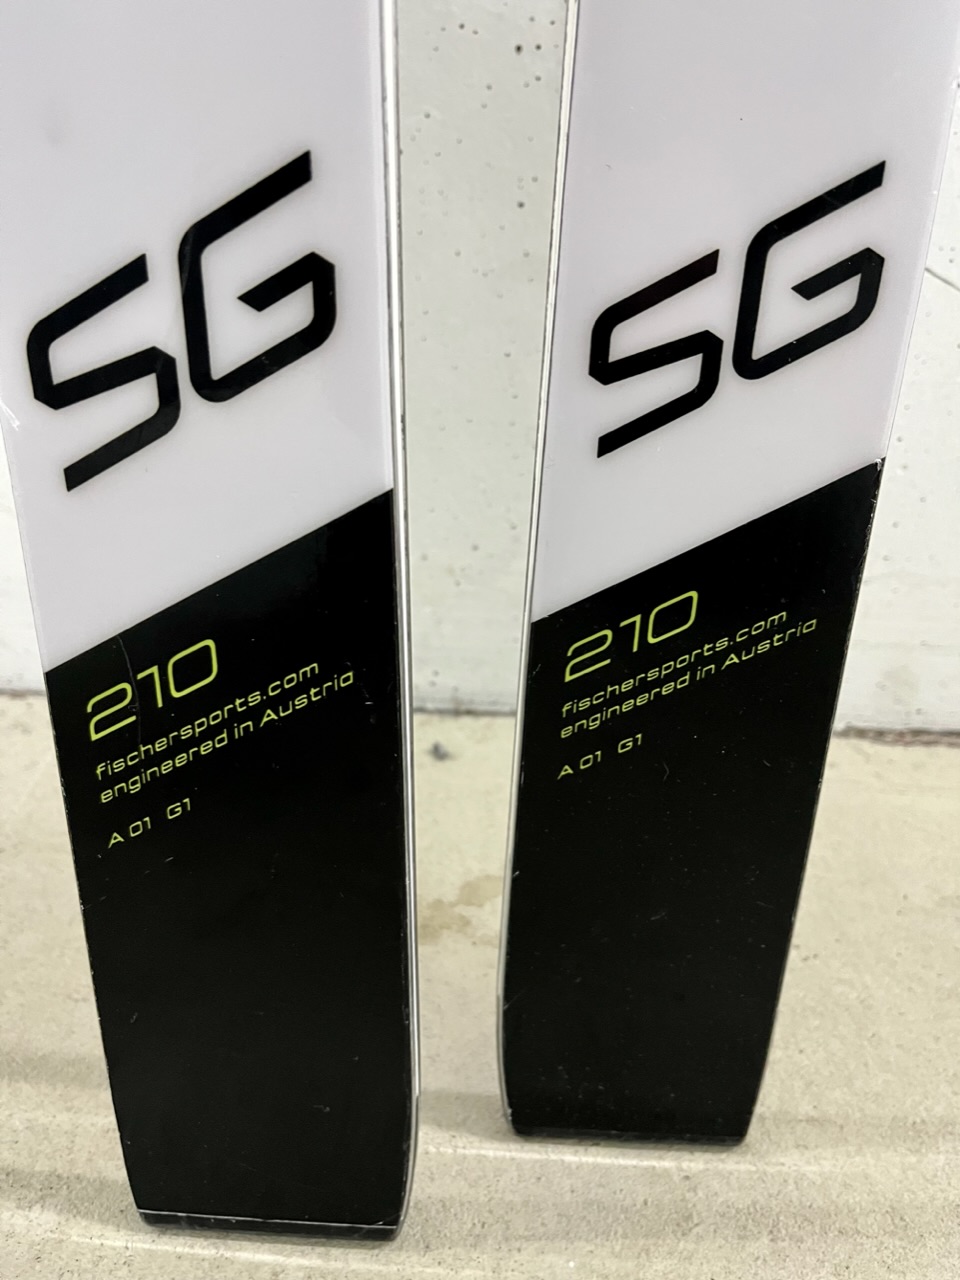 SG
210
fischersports.com
engineered in Austria
A 01 G1
SG
210
fischersports.com
engineered in Austria
A 01 G1